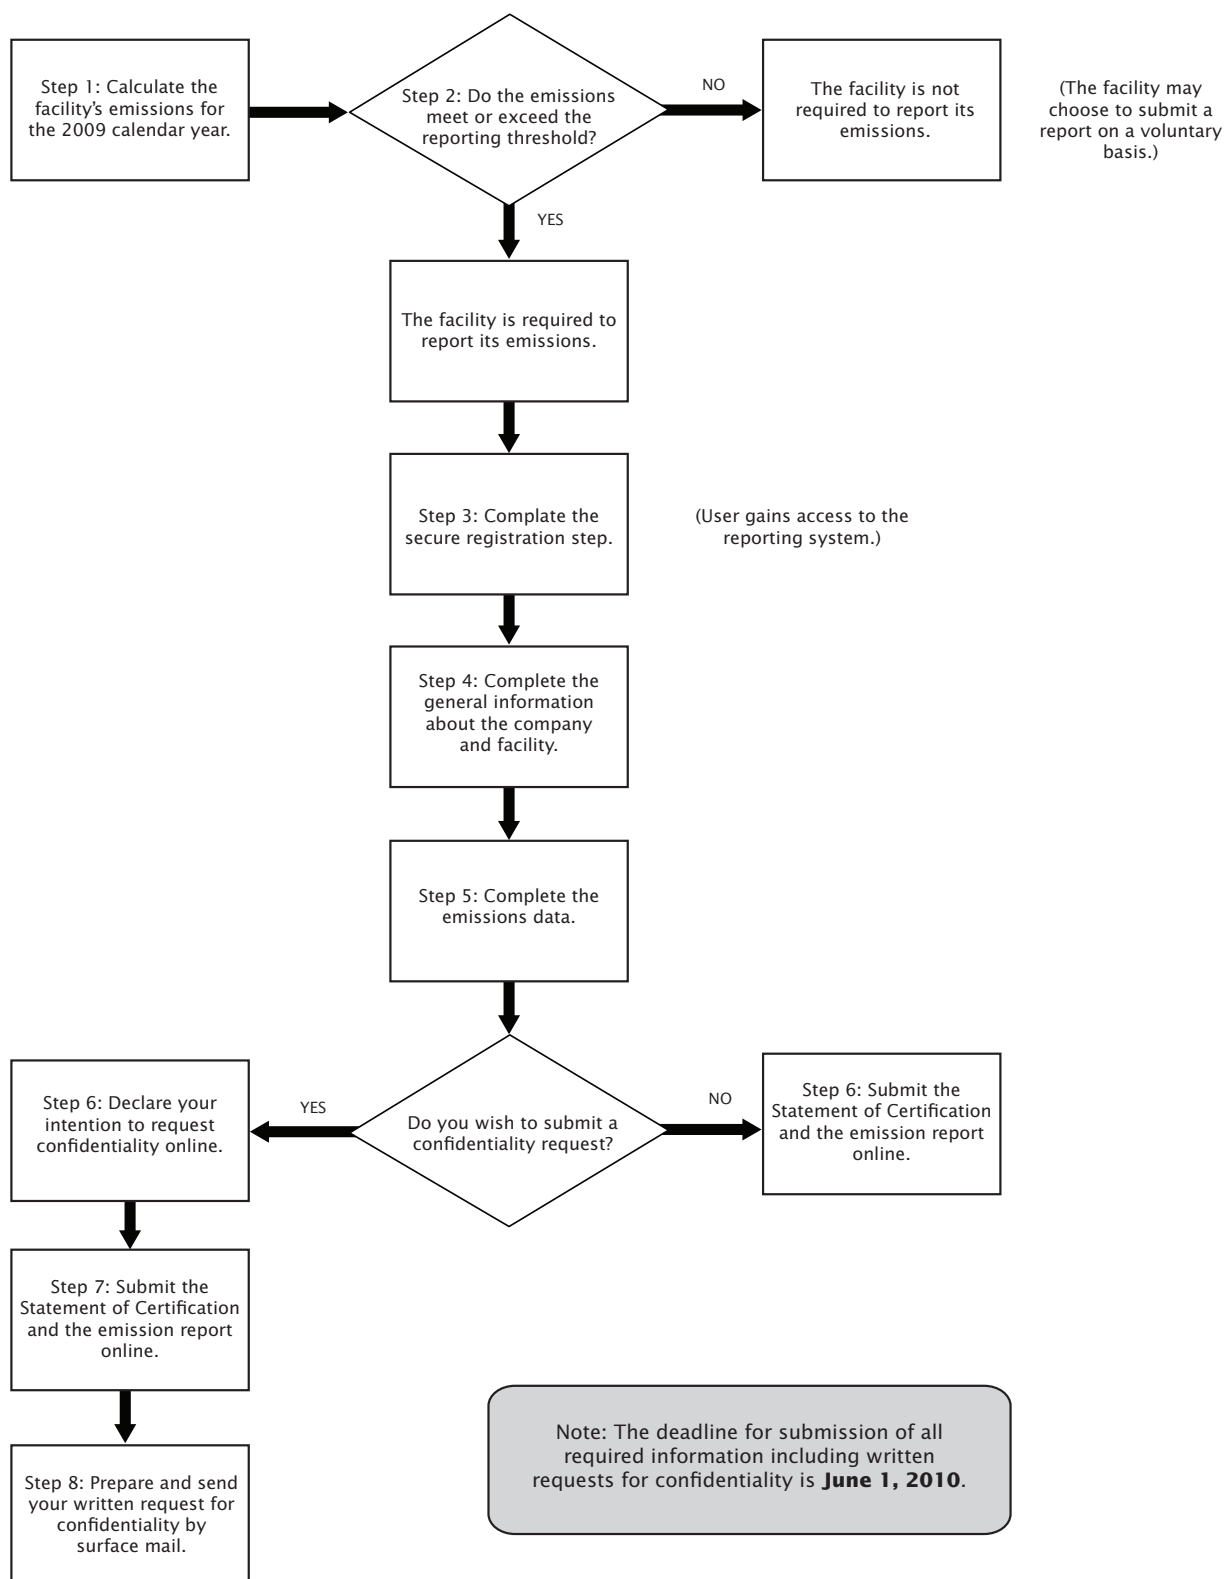 Step 1: Calculate the
facility's emissions for
the 2009 calendar year.
Step 2: Do the emissions
meet or exceed the
reporting threshold?
NO
The facility is not
required to report its
emissions.
(The facility may
choose to submit a
report on a voluntary
basis.)
YES
The facility is required to
report its emissions.
Step 3: Complate the
secure registration step.
(User gains access to the
reporting system.)
Step 4: Complete the
general information
about the company
and facility.
Step 5: Complete the
emissions data.
Do you wish to submit a
confidentiality request?
YES
Step 6: Declare your
intention to request
confidentiality online.
NO
Step 6: Submit the
Statement of Certification
and the emission report
online.
Step 7: Submit the
Statement of Certification
and the emission report
online.
Step 8: Prepare and send
your written request for
confidentiality by
surface mail.
Note: The deadline for submission of all
required information including written
requests for confidentiality is June 1, 2010.